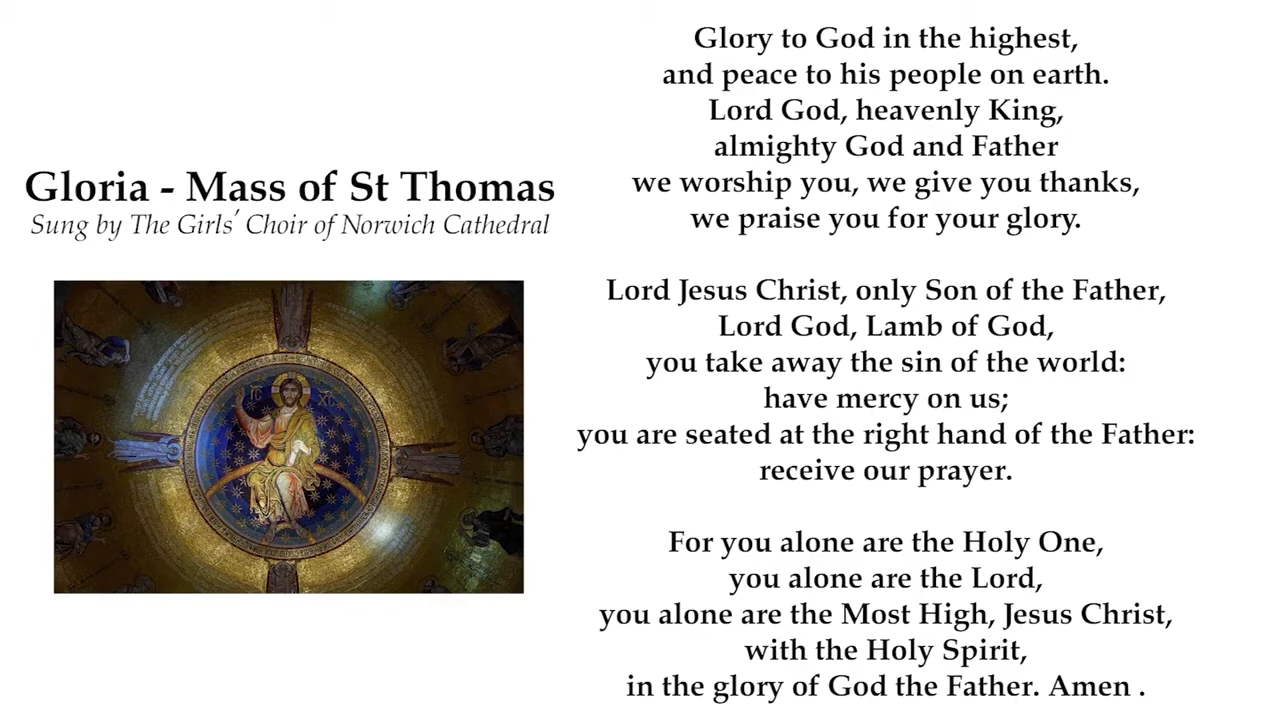 Gloria - Mass of St Thomas
Sung by The Girls' Choir of Norwich Cathedral
IC XC
Glory to God in the highest,
and peace to his people on earth.
Lord God, heavenly King,
almighty God and Father
we worship you, we give you thanks,
we praise you for your glory.
Lord Jesus Christ, only Son of the Father,
Lord God, Lamb of God,
you take away the sin of the world:
have mercy on us;
you are seated at the right hand of the Father:
receive our prayer.
For you alone are the Holy One,
you alone are the Lord,
you alone are the Most High, Jesus Christ,
with the Holy Spirit,
in the glory of God the Father. Amen .